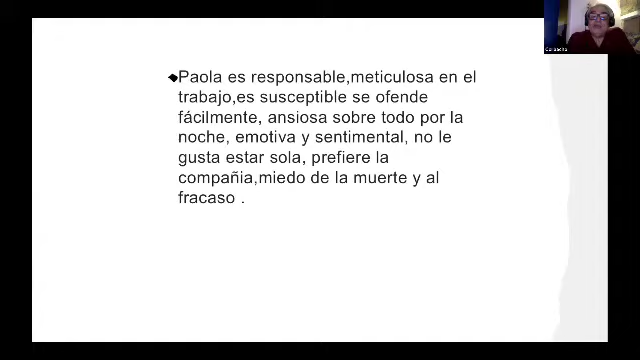 Paola es responsable,meticulosa en el
trabajo,es susceptible se ofende
fácilmente, ansiosa sobre todo por la
noche, emotiva y sentimental, no le
gusta estar sola, prefiere la
compañia,miedo de la muerte y al
fracaso .